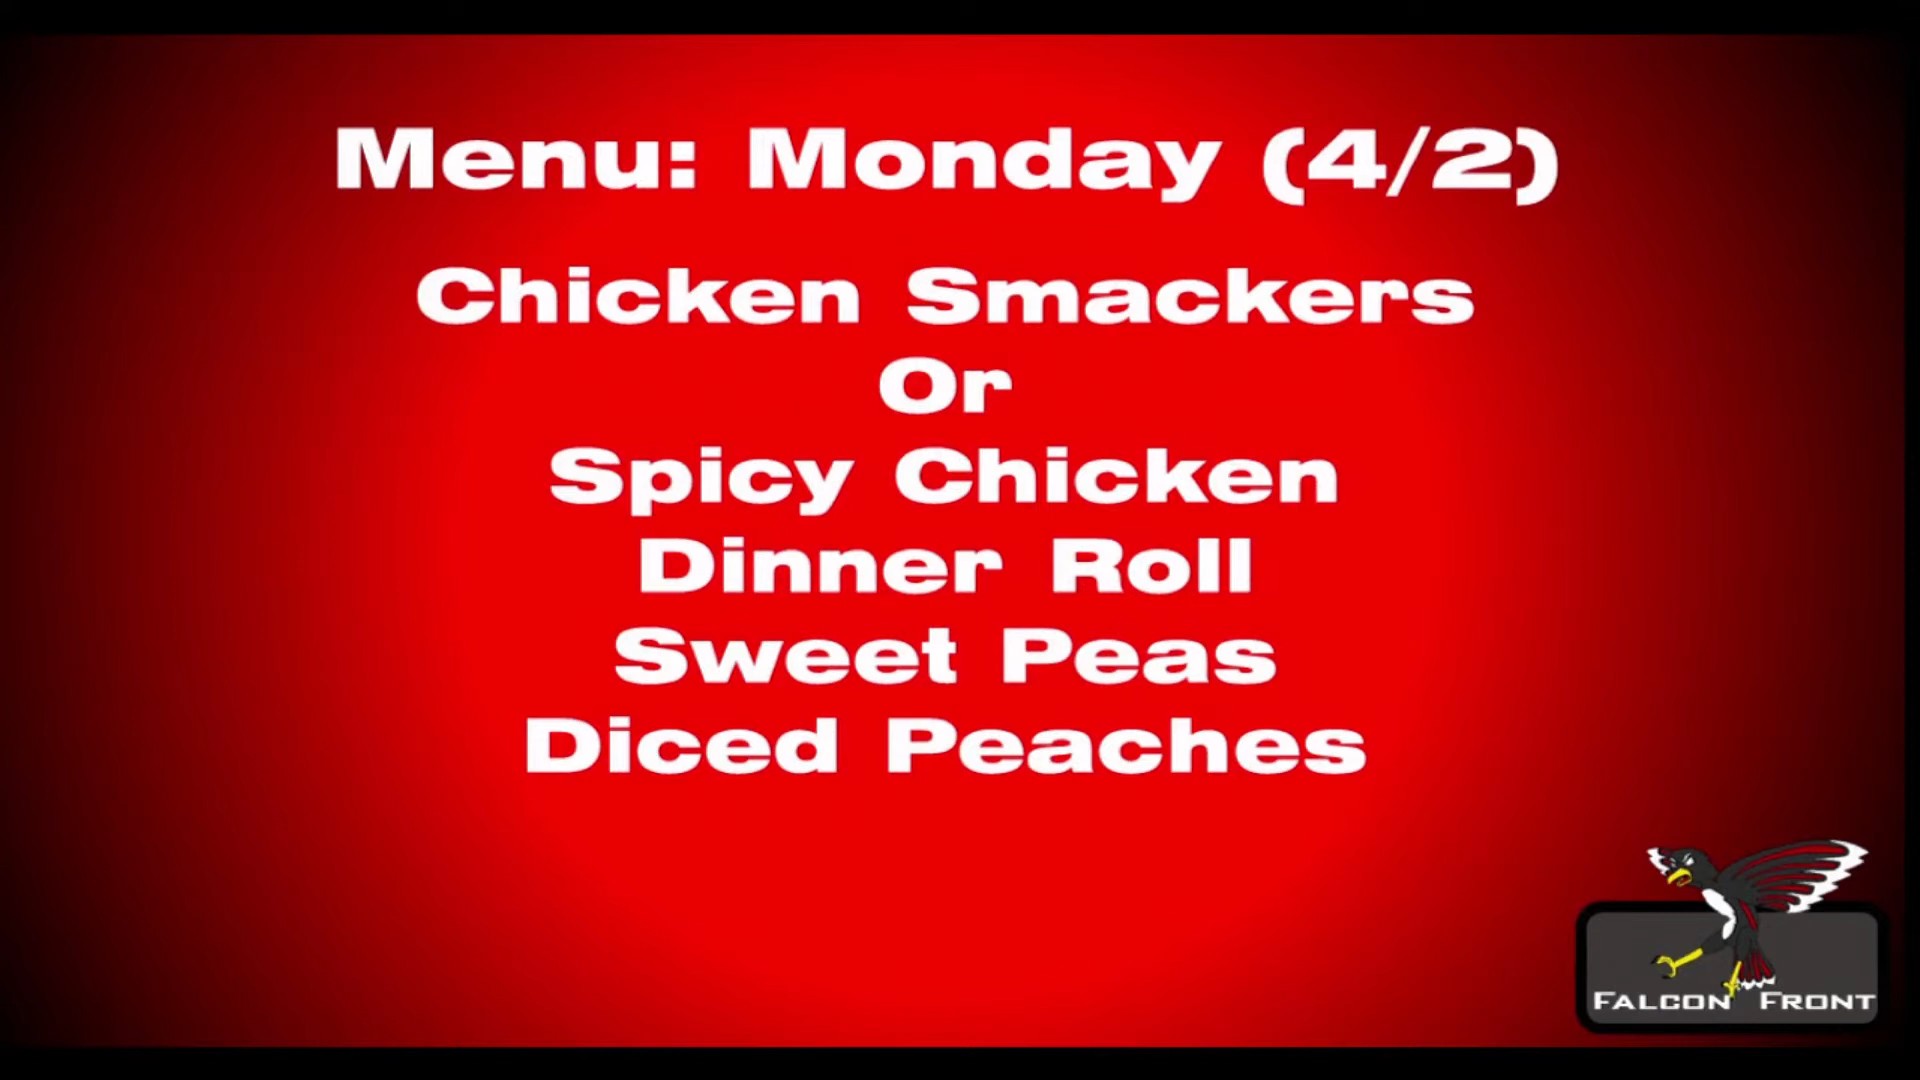 Menu: Monday (4/2)
Chicken Smackers
Or
Spicy Chicken
Dinner Roll
Sweet Peas
Diced Peaches
FALCON FRONT